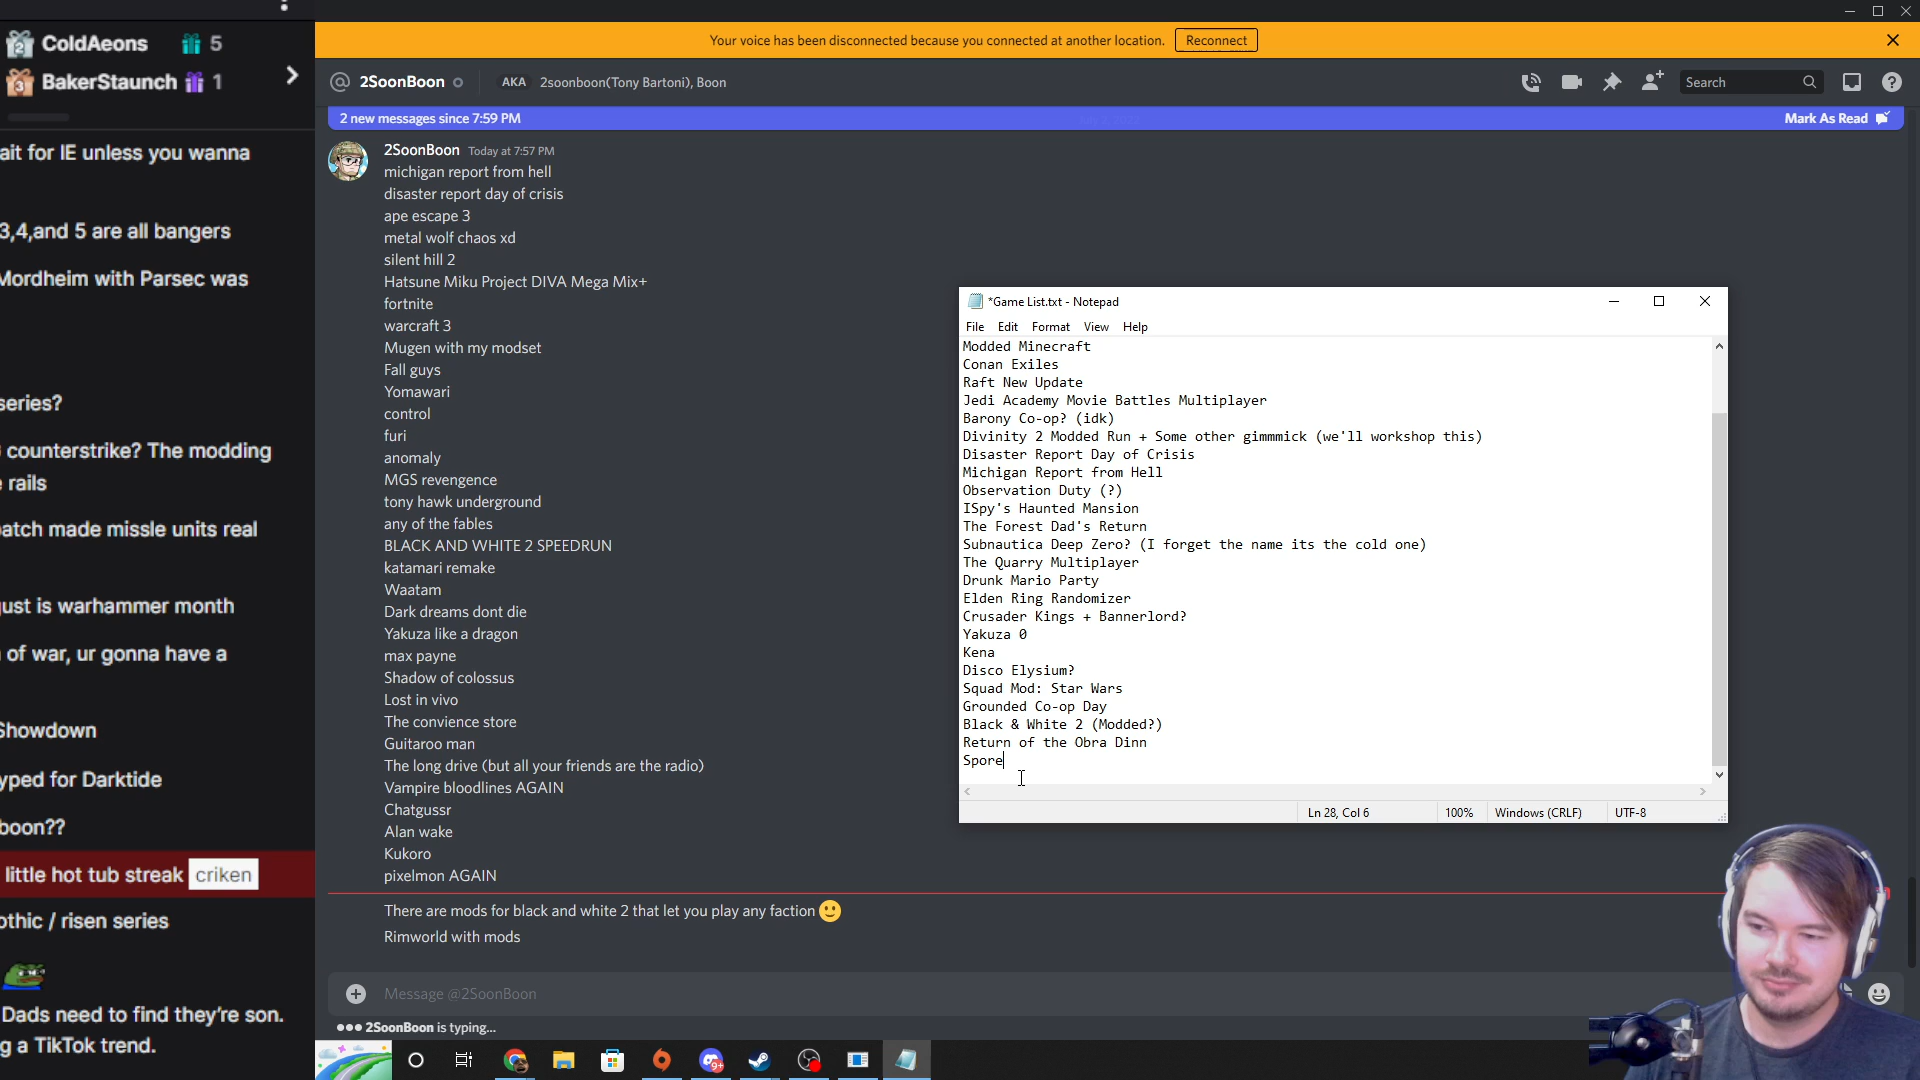 ColdAeons 5
BakerStaunch 1
ait for IE unless you wanna
3,4,and 5 are all bangers
Mordheim with Parsec was
series?
counterstrike? The modding
rails
patch made missle units real
ust is warhammer month
of war, ur gonna have a
Showdown
yped for Darktide
boon??
little hot tub streak criken
othic / risen series
Dads need to find they're son.
g a TikTok trend.
Your voice has been disconnected because you connected at another location. Reconnect
@ 2SoonBoon AKA 2soonboon(Tony Bartoni), Boon
Search
2 new messages since 7:59 PM Mark As Read
2SoonBoon Today at 7:57 PM
michigan report from hell
disaster report day of crisis
ape escape 3
metal wolf chaos xd
silent hill 2
Hatsune Miku Project DIVA Mega Mix+
fortnite
warcraft 3
Mugen with my modset
Fall guys
Yomawari
control
furi
anomaly
MGS revengence
tony hawk underground
any of the fables
BLACK AND WHITE 2 SPEEDRUN
katamari remake
Waatam
Dark dreams dont die
Yakuza like a dragon
max payne
Shadow of colossus
Lost in vivo
The convience store
Guitaroo man
The long drive (but all your friends are the radio)
Vampire bloodlines AGAIN
Chatgussr
Alan wake
Kukoro
pixelmon AGAIN
There are mods for black and white 2 that let you play any faction
Rimworld with mods
Message @2SoonBoon
2SoonBoon is typing...
*Game List.txt - Notepad
File Edit Format View Help
Modded Minecraft
Conan Exiles
Raft New Update
Jedi Academy Movie Battles Multiplayer
Barony Co-op? (idk)
Divinity 2 Modded Run + Some other gimmmick (we'll workshop this)
Disaster Report Day of Crisis
Michigan Report from Hell
Observation Duty (?)
ISpy's Haunted Mansion
The Forest Dad's Return
Subnautica Deep Zero? (I forget the name its the cold one)
The Quarry Multiplayer
Drunk Mario Party
Elden Ring Randomizer
Crusader Kings + Bannerlord?
Yakuza 0
Kena
Disco Elysium?
Squad Mod: Star Wars
Grounded Co-op Day
Black & White 2 (Modded?)
Return of the Obra Dinn
Spore
Ln 28, Col 6 100% Windows (CRLF) UTF-8
9+